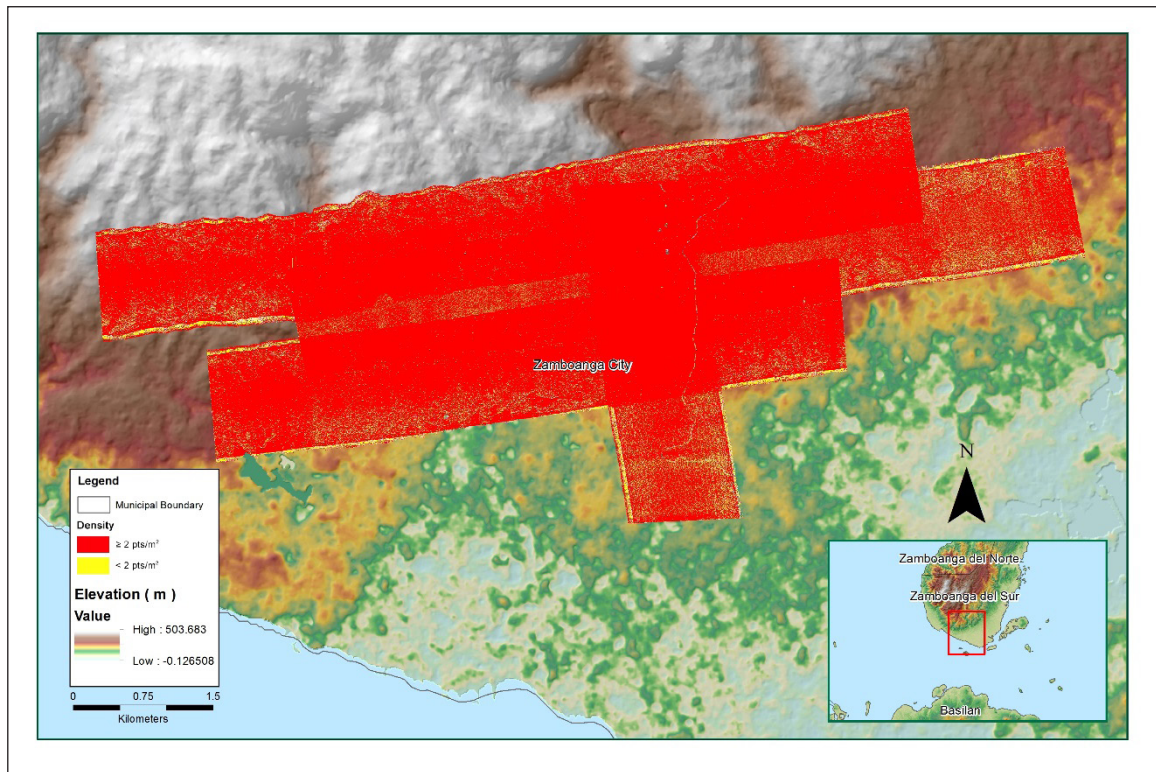 Zamboanga City
N
Legend
Municipal Boundary
Density
≥ 2 pts/m²
< 2 pts/m²
Elevation ( m )
Value
High : 503.683
Low : -0.126508
0 0.75 1.5
Kilometers
Zamboanga del Norte
Zamboanga del Sur
Basilan